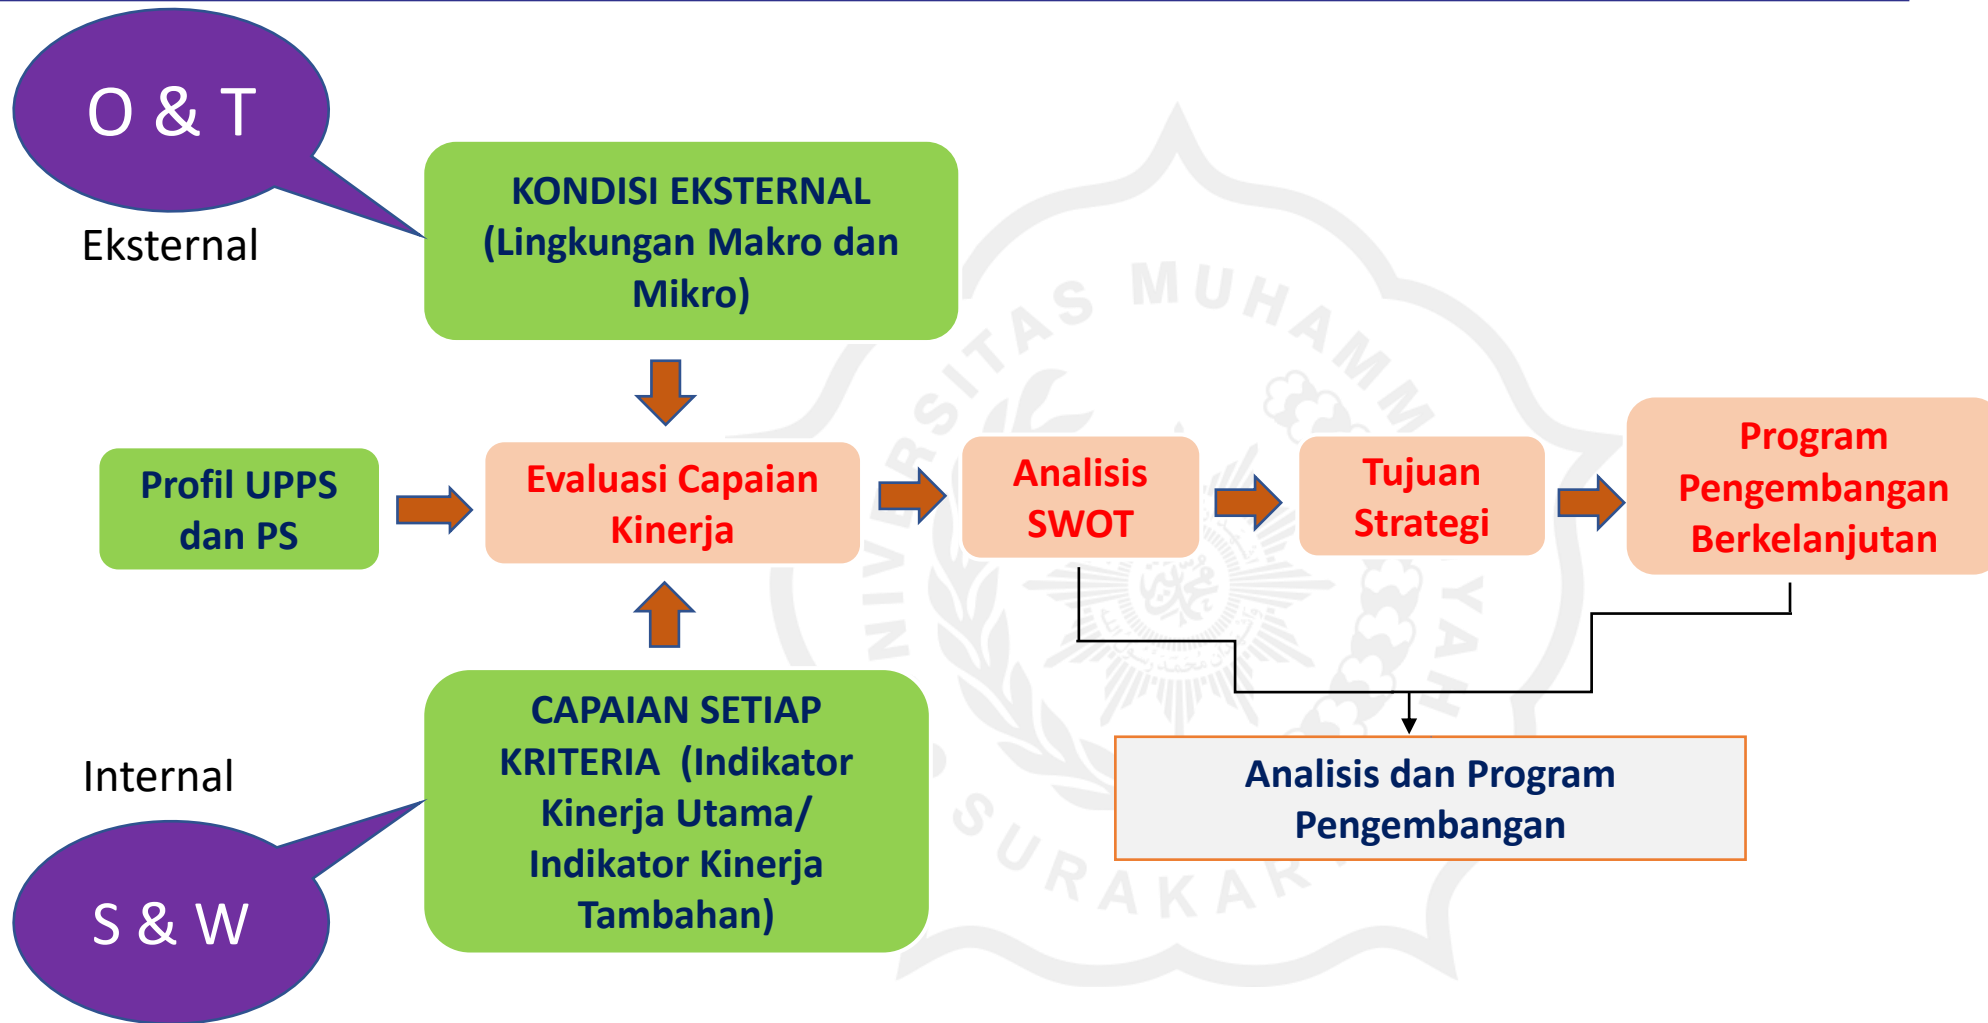 O & T
Eksternal
KONDISI EKSTERNAL
(Lingkungan Makro dan
Mikro)
Profil UPPS
dan PS
Evaluasi Capaian
Kinerja
Analisis
SWOT
Tujuan
Strategi
Program
Pengembangan
Berkelanjutan
Internal
S & W
CAPAIAN SETIAP
KRITERIA (Indikator
Kinerja Utama/
Indikator Kinerja
Tambahan)
Analisis dan Program
Pengembangan